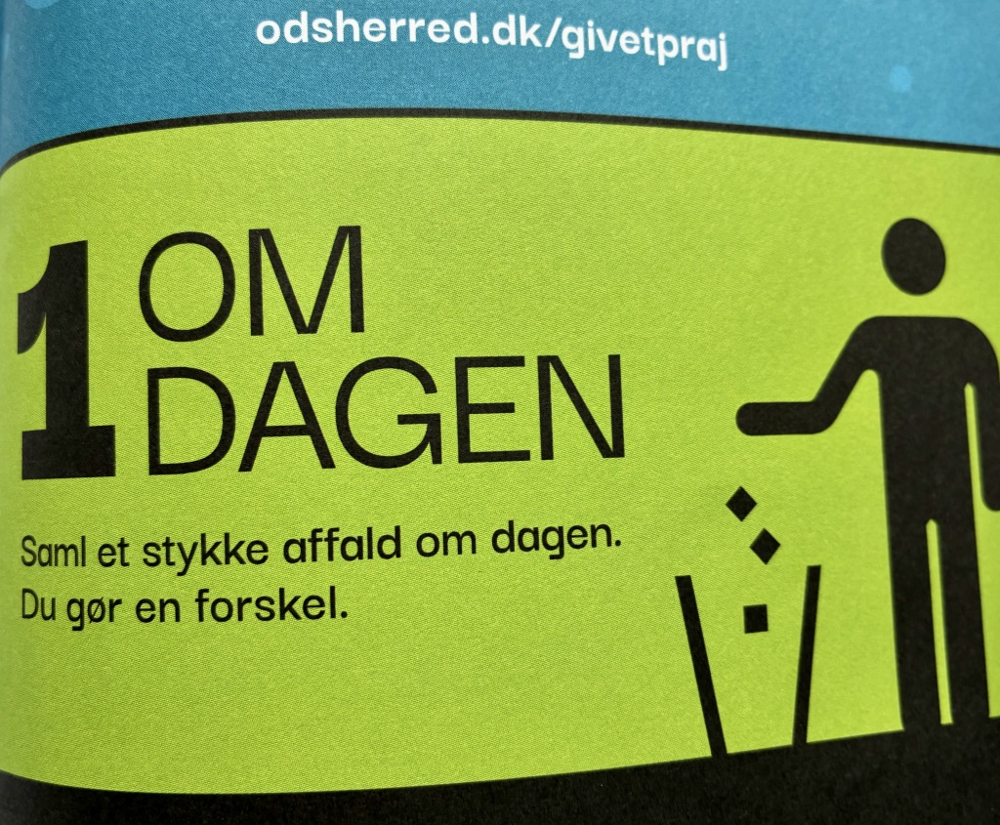 odsherred.dk/givetpraj
1 OM
DAGEN
Saml et stykke affald om dagen.
Du gør en forskel.